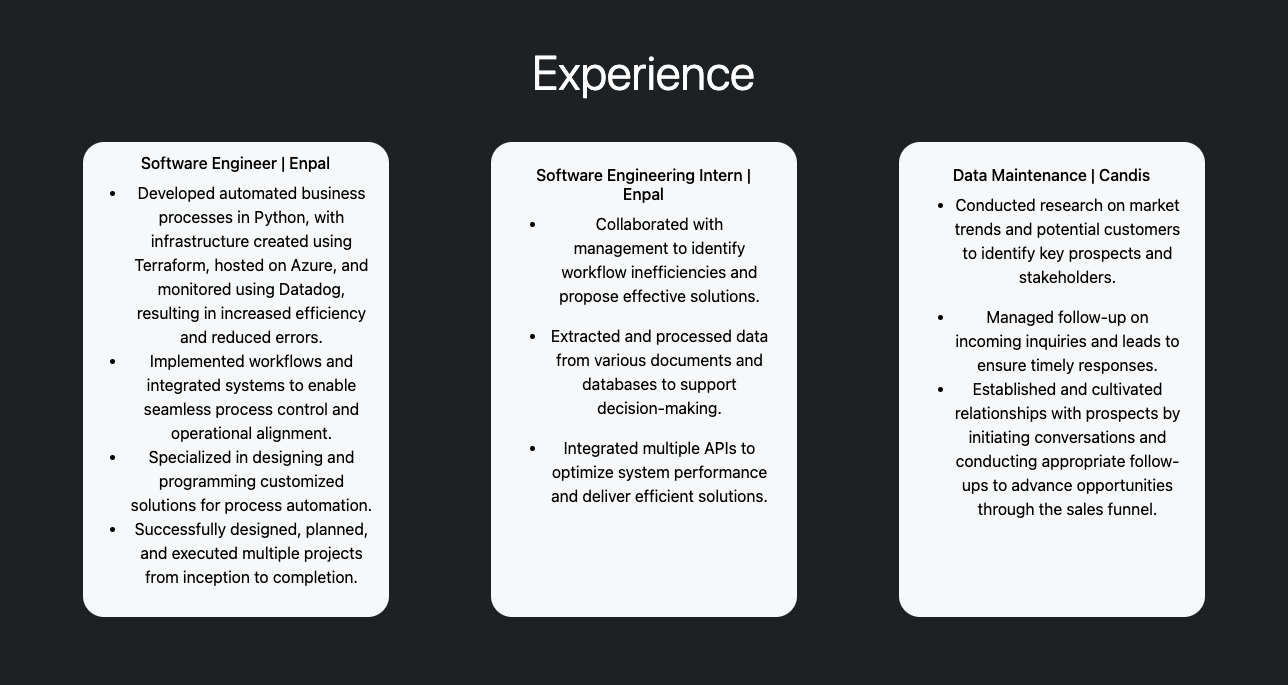 Experience
Software Engineer | Enpal
• Developed automated business
processes in Python, with
infrastructure created using
Terraform, hosted on Azure, and
monitored using Datadog,
resulting in increased efficiency
and reduced errors.
• Implemented workflows and
integrated systems to enable
seamless process control and
operational alignment.
• Specialized in designing and
programming customized
solutions for process automation.
• Successfully designed, planned,
and executed multiple projects
from inception to completion.
Software Engineering Intern |
Enpal
• Collaborated with
management to identify
workflow inefficiencies and
propose effective solutions.
• Extracted and processed data
from various documents and
databases to support
decision-making.
• Integrated multiple APIs to
optimize system performance
and deliver efficient solutions.
Data Maintenance | Candis
• Conducted research on market
trends and potential customers
to identify key prospects and
stakeholders.
• Managed follow-up on
incoming inquiries and leads to
ensure timely responses.
• Established and cultivated
relationships with prospects by
initiating conversations and
conducting appropriate follow-
ups to advance opportunities
through the sales funnel.